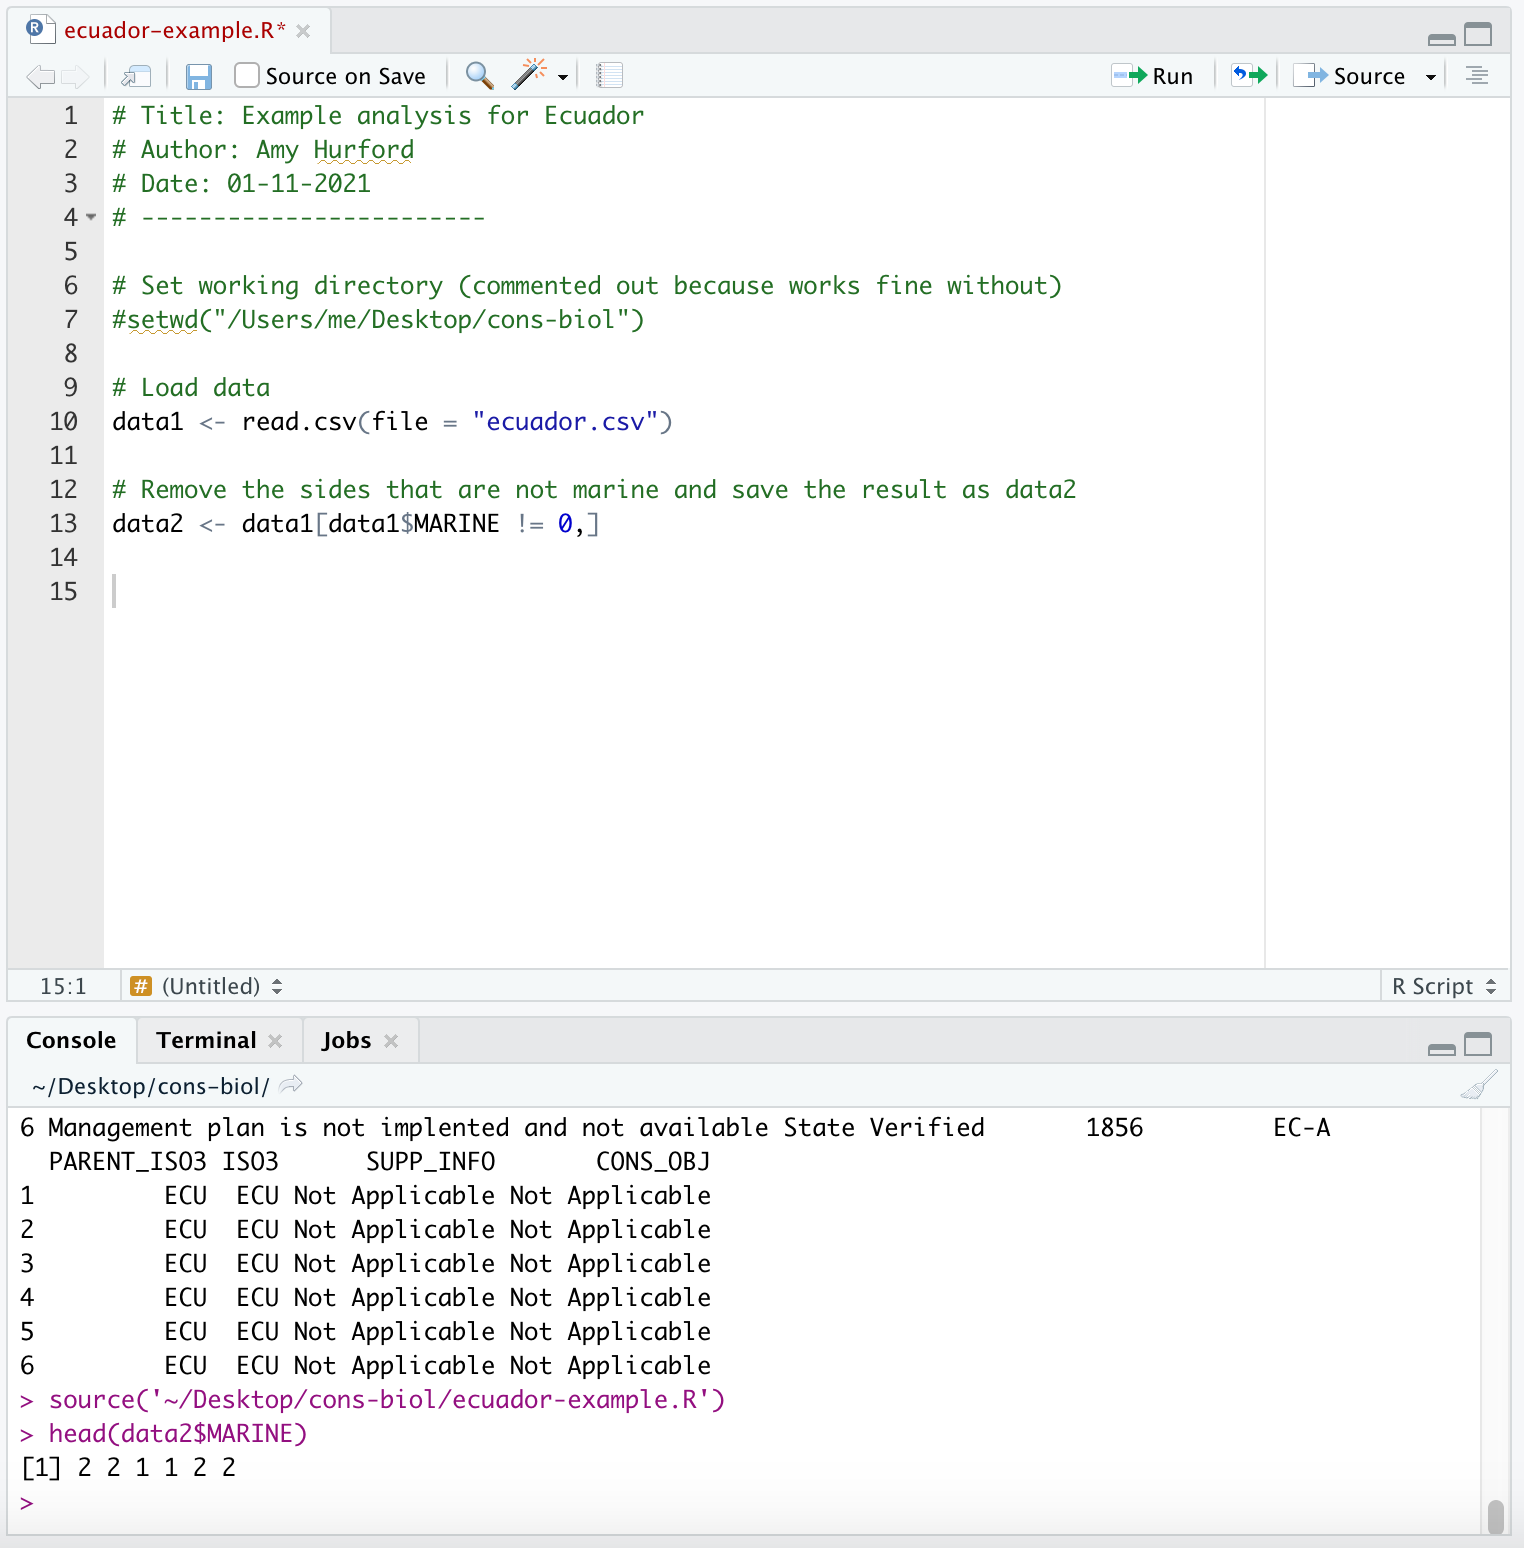 ecuador-example.R*
Source on Save
Run
Source
1 # Title: Example analysis for Ecuador
2 # Author: Amy Hurford
3 # Date: 01-11-2021
4 # ------------------------
5
6 # Set working directory (commented out because works fine without)
7 #setwd("/Users/me/Desktop/cons-biol")
8
9 # Load data
10 data1 <- read.csv(file = "ecuador.csv")
11
12 # Remove the sides that are not marine and save the result as data2
13 data2 <- data1[data1$MARINE != 0,]
14
15
15:1 # (Untitled) R Script
Console Terminal Jobs
~/Desktop/cons-biol/
6 Management plan is not implented and not available State Verified       1856         EC-A
  PARENT_ISO3 ISO3      SUPP_INFO       CONS_OBJ
1         ECU  ECU Not Applicable Not Applicable
2         ECU  ECU Not Applicable Not Applicable
3         ECU  ECU Not Applicable Not Applicable
4         ECU  ECU Not Applicable Not Applicable
5         ECU  ECU Not Applicable Not Applicable
6         ECU  ECU Not Applicable Not Applicable
> source('~/Desktop/cons-biol/ecuador-example.R')
> head(data2$MARINE)
[1] 2 2 1 1 2 2
>